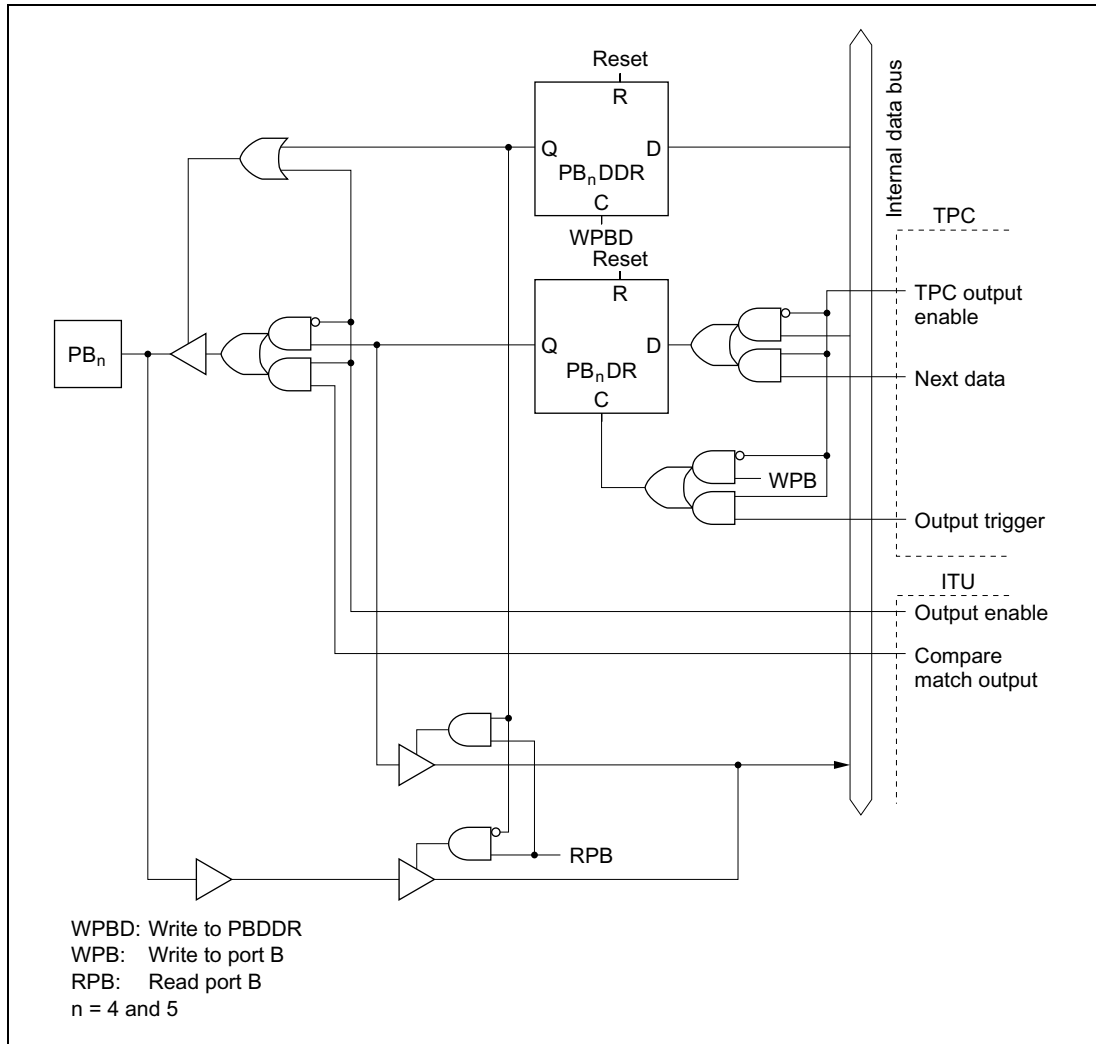 Reset
R
Q
D
PBnDDR
C
WPBD
Internal data bus
TPC
Reset
R
Q
D
PBnDR
C
PBn
TPC output
enable
Next data
WPB
Output trigger
ITU
Output enable
Compare
match output
RPB
WPBD: Write to PBDDR
WPB: Write to port B
RPB: Read port B
n = 4 and 5